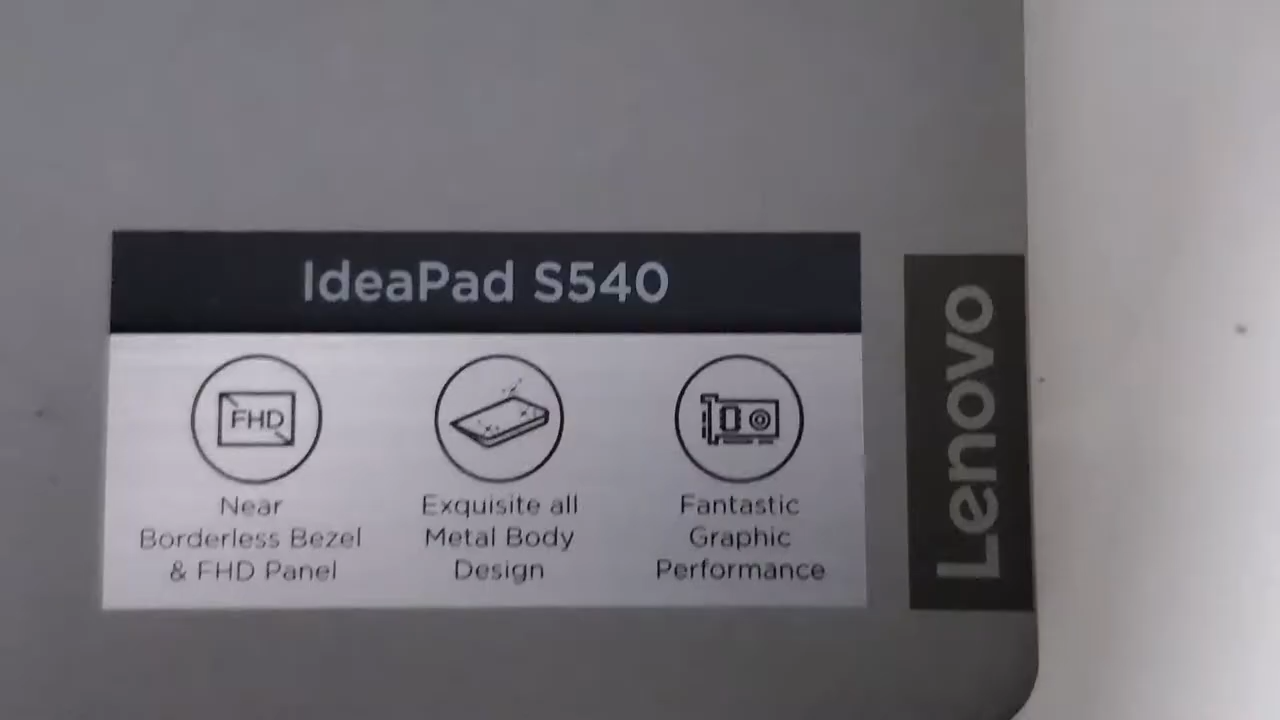 IdeaPad S540
FHD
Near
Borderless Bezel
& FHD Panel
Exquisite all
Metal Body
Design
Fantastic
Graphic
Performance
Lenovo